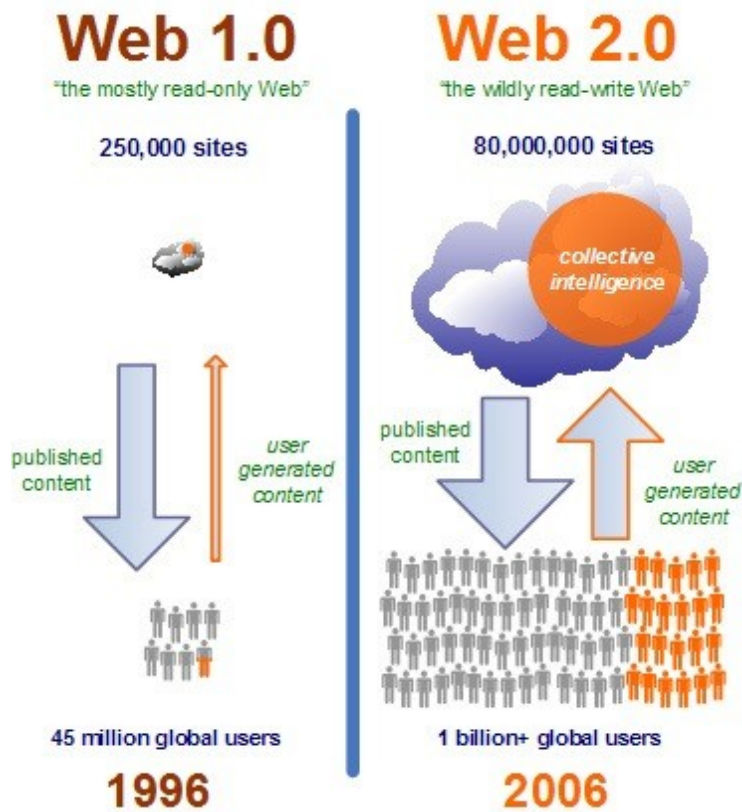 Web 1.0
"the mostly read-only Web"
250,000 sites
published
content
user
generated
content
45 million global users
1996
Web 2.0
"the wildly read-write Web"
80,000,000 sites
collective
intelligence
published
content
user
generated
content
1 billion+ global users
2006